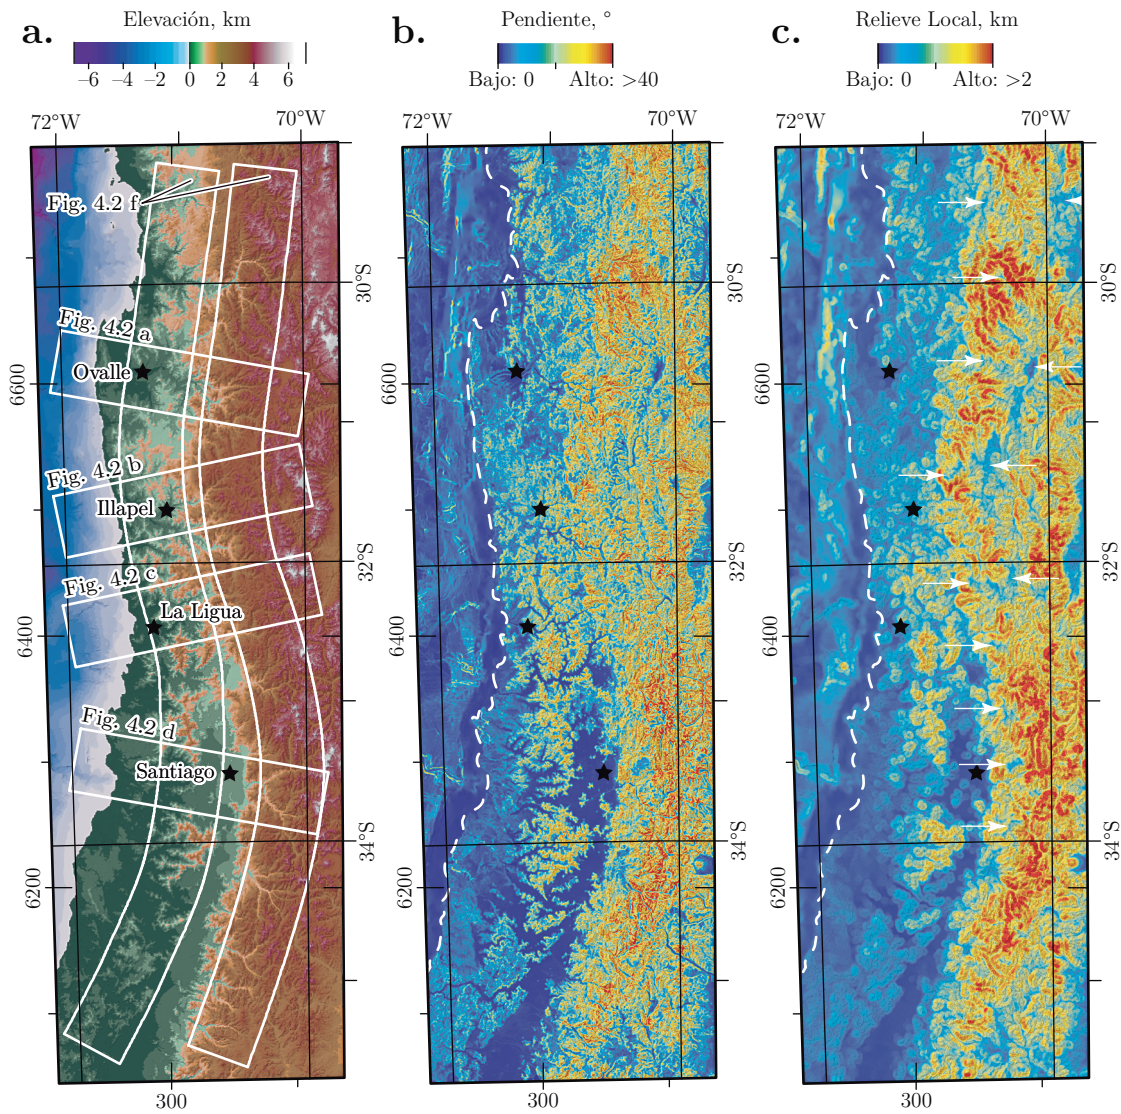 a.
Elevación, km
−6 −4 −2 0 2 4 6
72°W 70°W
Fig. 4.2 f
30°S
Fig. 4.2 a
Ovalle
6600
Fig. 4.2 b
Illapel
32°S
Fig. 4.2 c
La Ligua
6400
Fig. 4.2 d
Santiago
34°S
6200
300
b.
Pendiente, °
Bajo: 0 Alto: >40
72°W 70°W
30°S
6600
32°S
6400
34°S
6200
300
c.
Relieve Local, km
Bajo: 0 Alto: >2
72°W 70°W
30°S
6600
32°S
6400
34°S
6200
300